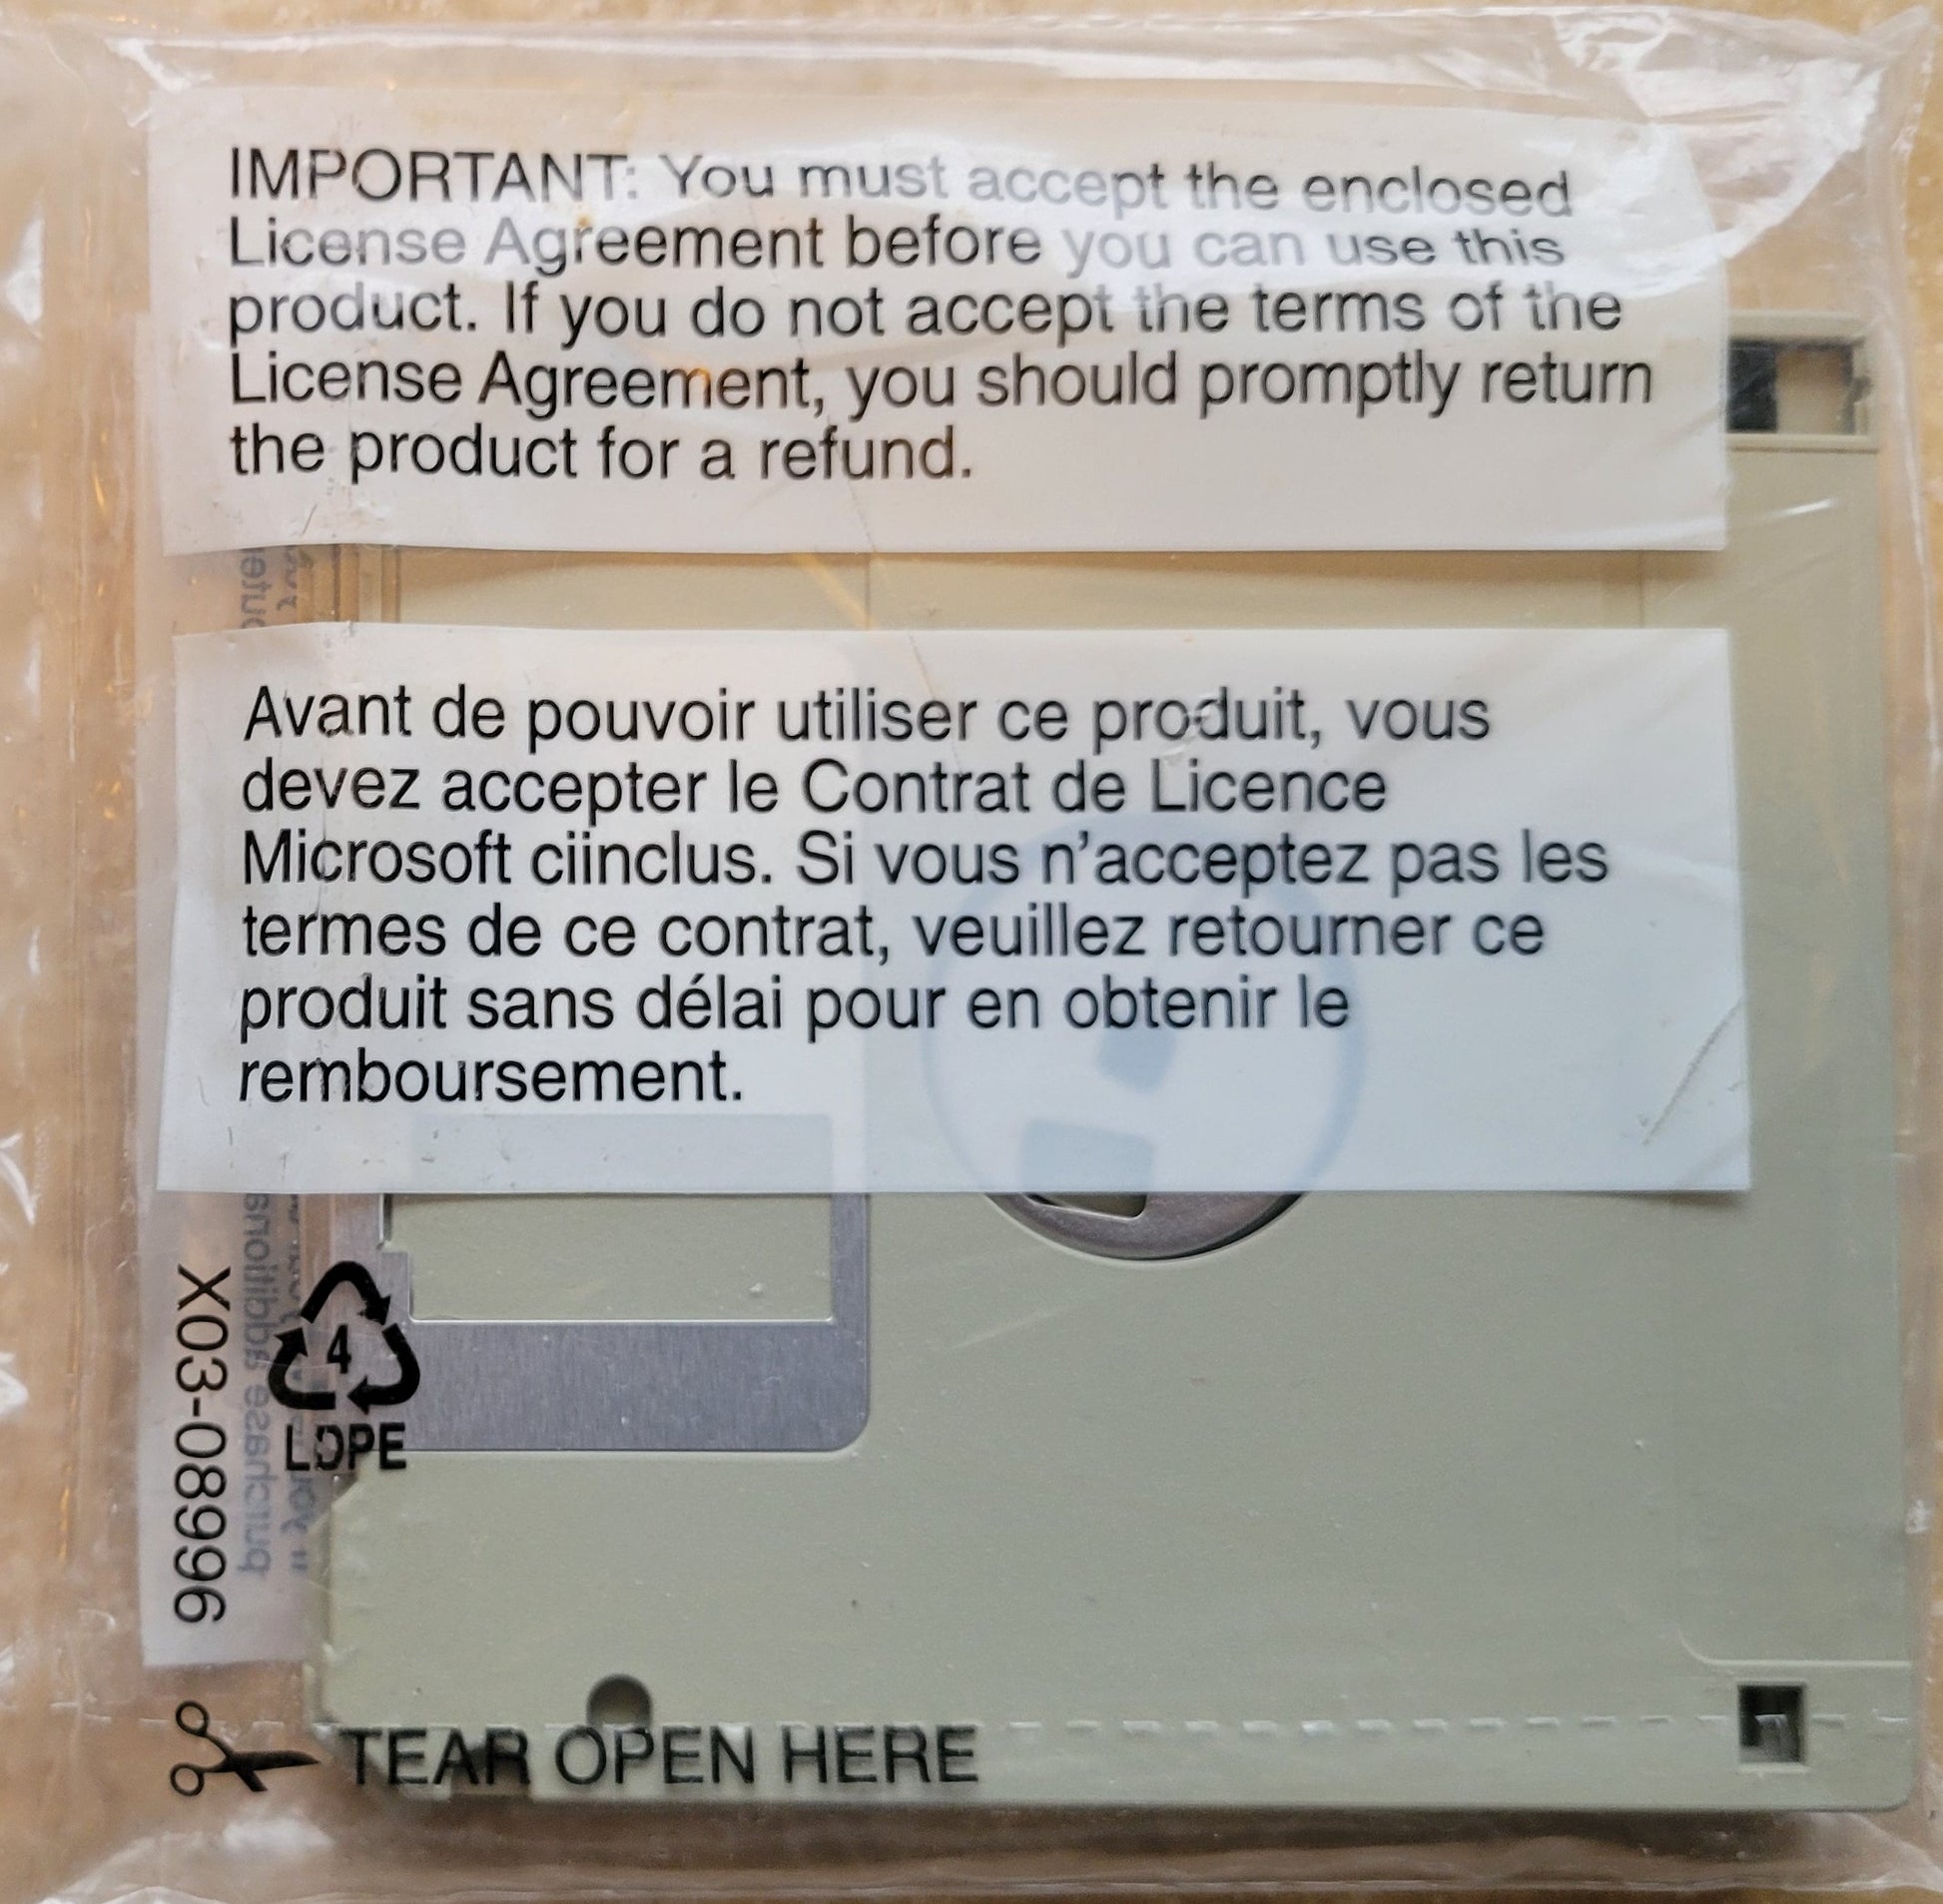 IMPORTANT: You must accept the enclosed
License Agreement before you can use this
product. If you do not accept the terms of the
License Agreement, you should promptly return
the product for a refund.
Avant de pouvoir utiliser ce produit, vous
devez accepter le Contrat de Licence
Microsoft ciinclus. Si vous n'acceptez pas les
termes de ce contrat, veuillez retourner ce
produit sans délai pour en obtenir le
remboursement.
X03-08996
purchase additional
4
LDPE
TEAR OPEN HERE